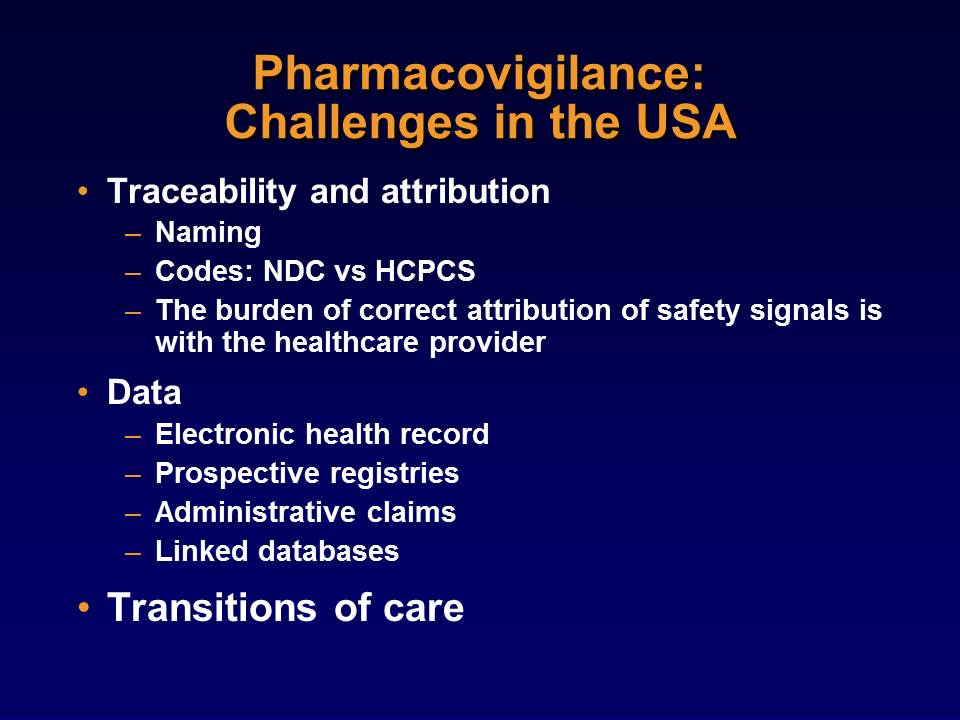 Pharmacovigilance:
Challenges in the USA
• Traceability and attribution
– Naming
– Codes: NDC vs HCPCS
– The burden of correct attribution of safety signals is
with the healthcare provider
• Data
– Electronic health record
– Prospective registries
– Administrative claims
– Linked databases
• Transitions of care